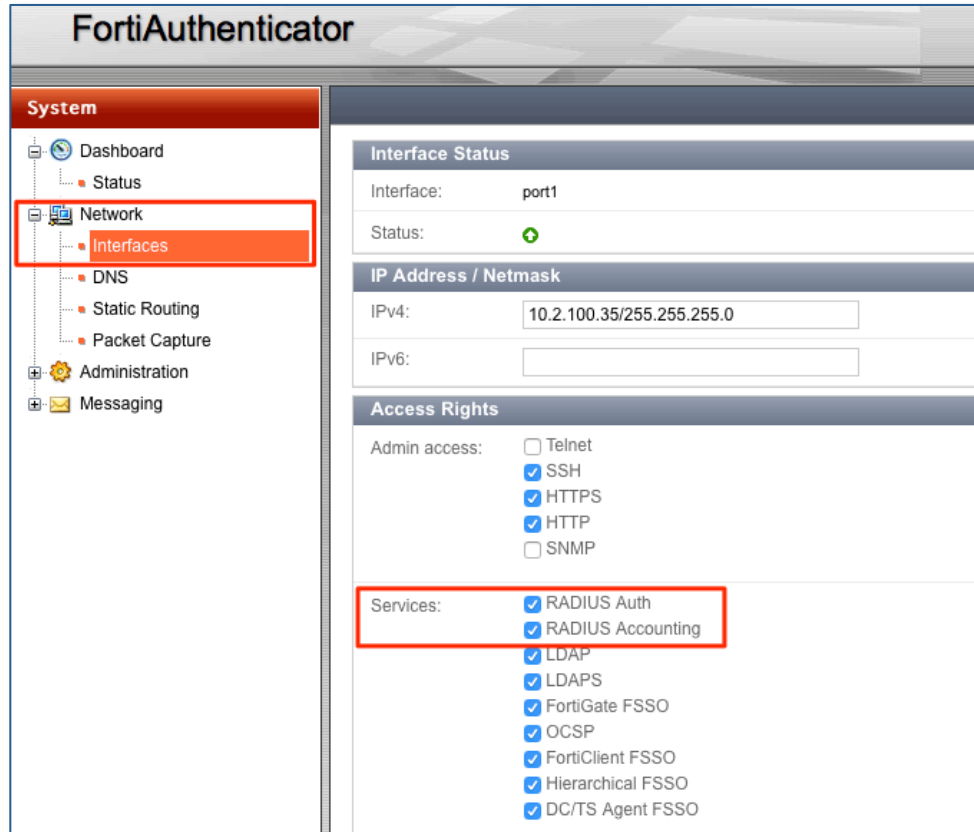 FortiAuthenticator
System
Dashboard
Status
Network
Interfaces
DNS
Static Routing
Packet Capture
Administration
Messaging
Interface Status
Interface: port1
Status:
IP Address / Netmask
IPv4: 10.2.100.35/255.255.255.0
IPv6:
Access Rights
Admin access: Telnet
SSH
HTTPS
HTTP
SNMP
Services: RADIUS Auth
RADIUS Accounting
LDAP
LDAPS
FortiGate FSSO
OCSP
FortiClient FSSO
Hierarchical FSSO
DC/TS Agent FSSO